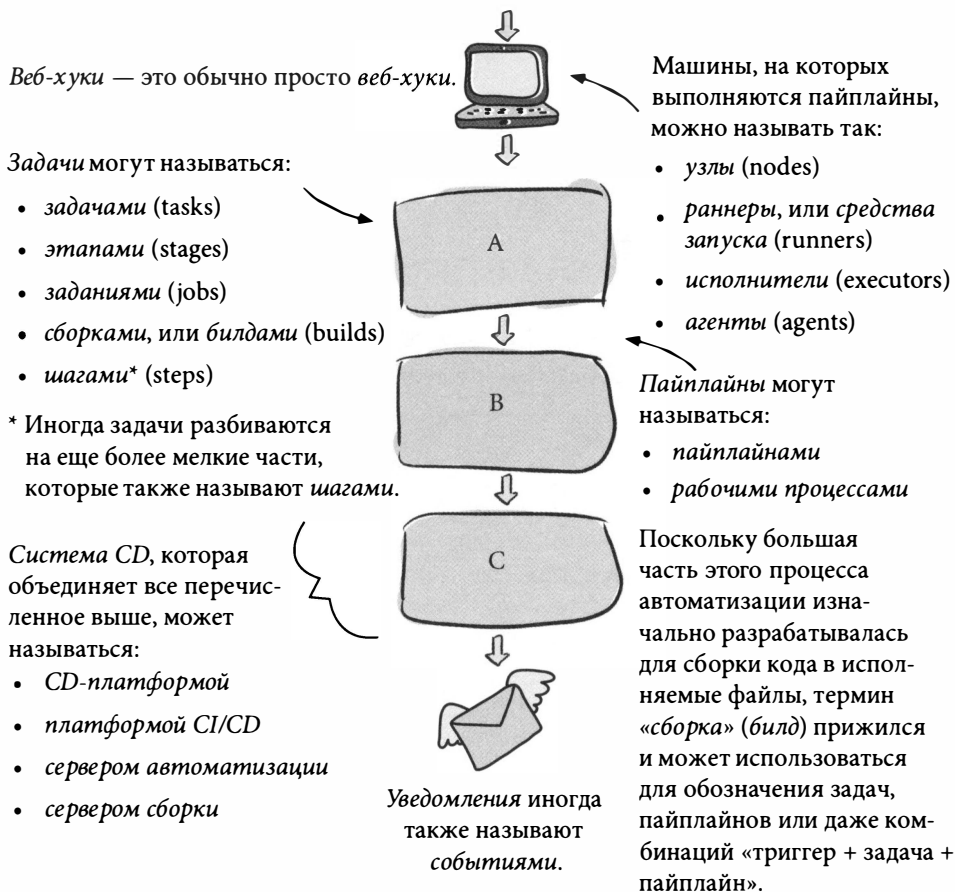 Веб-хуки — это обычно просто веб-хуки.
Машины, на которых
выполняются пайплайны,
можно называть так:
• узлы (nodes)
• раннеры, или средства
запуска (runners)
• исполнители (executors)
• агенты (agents)
Задачи могут называться:
• задачами (tasks)
• этапами (stages)
• заданиями (jobs)
• сборками, или билдами (builds)
• шагами* (steps)
* Иногда задачи разбиваются
на еще более мелкие части,
которые также называют шагами.
A
B
C
Пайплайны могут
называться:
• пайплайнами
• рабочими процессами
Система CD, которая
объединяет все перечис-
ленное выше, может
называться:
• CD-платформой
• платформой CI/CD
• сервером автоматизации
• сервером сборки
Уведомления иногда
также называют
событиями.
Поскольку большая
часть этого процесса
автоматизации изна-
чально разрабатывалась
для сборки кода в испол-
няемые файлы, термин
«сборка» (билд) прижился
и может использоваться
для обозначения задач,
пайплайнов или даже ком-
бинаций «триггер + задача +
пайплайн».